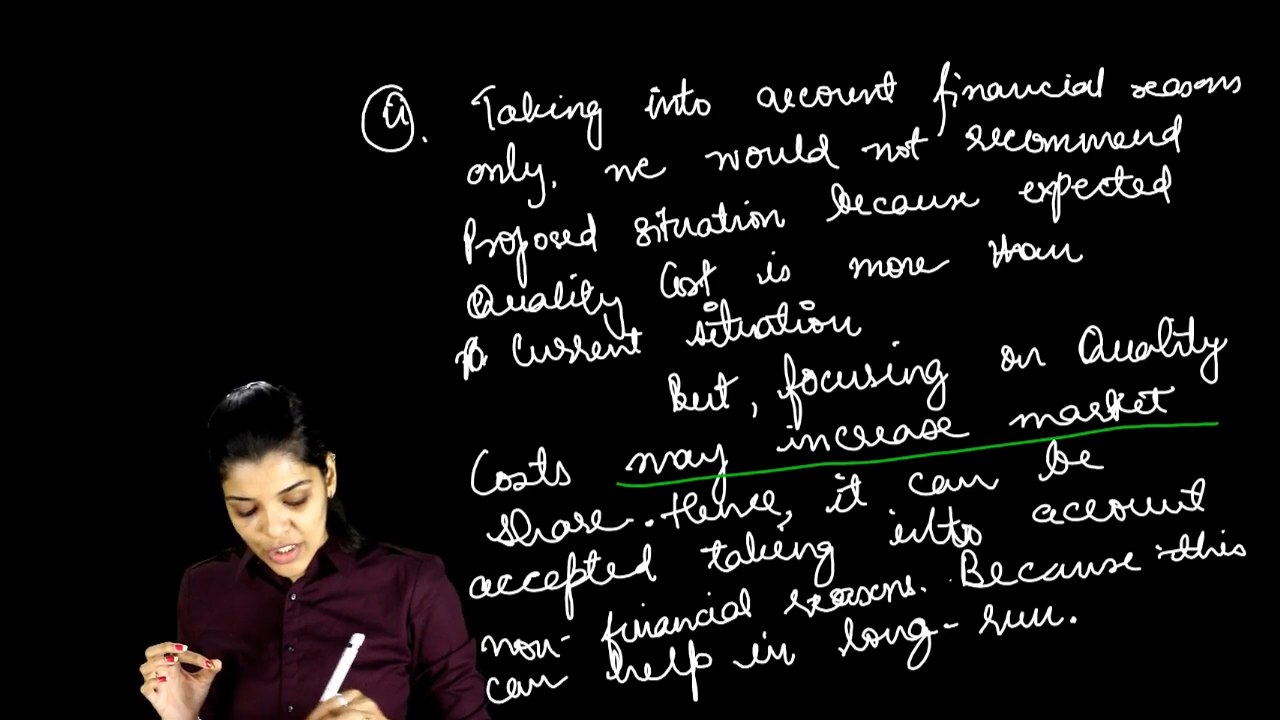 ii. Taking into account financial reasons
only, we would not recommend
Proposed situation because expected
Quality Cost is more than
Current situation
But, focusing on Quality
Costs may increase market
share. Hence, it can be
accepted taking into account
non-financial reasons. Because this
can help in long-run.